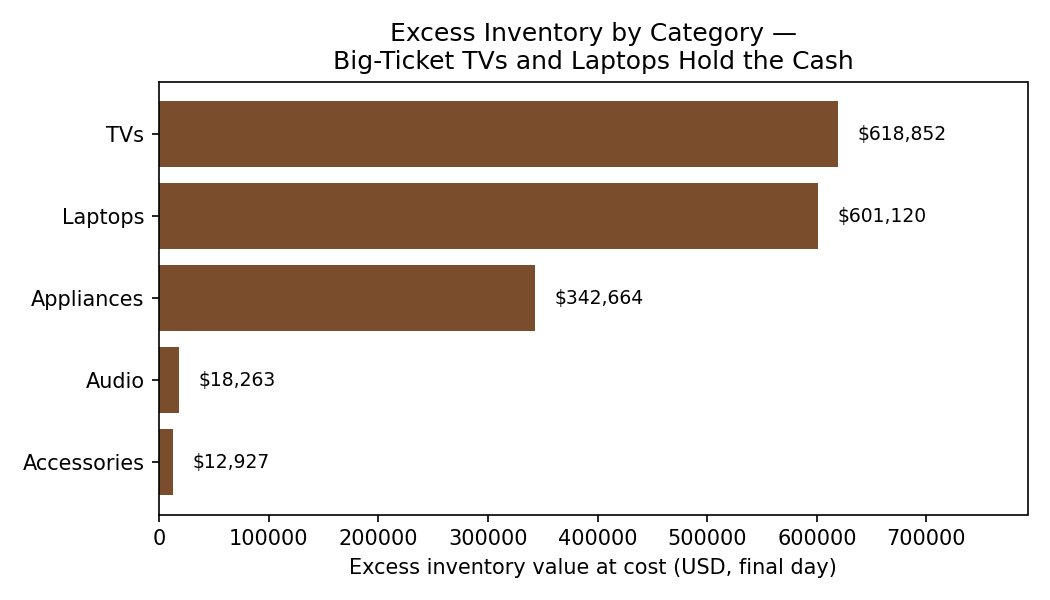 Excess Inventory by Category —
Big-Ticket TVs and Laptops Hold the Cash
TVs
$618,852
Laptops
$601,120
Appliances
$342,664
Audio
$18,263
Accessories
$12,927
0 100000 200000 300000 400000 500000 600000 700000
Excess inventory value at cost (USD, final day)